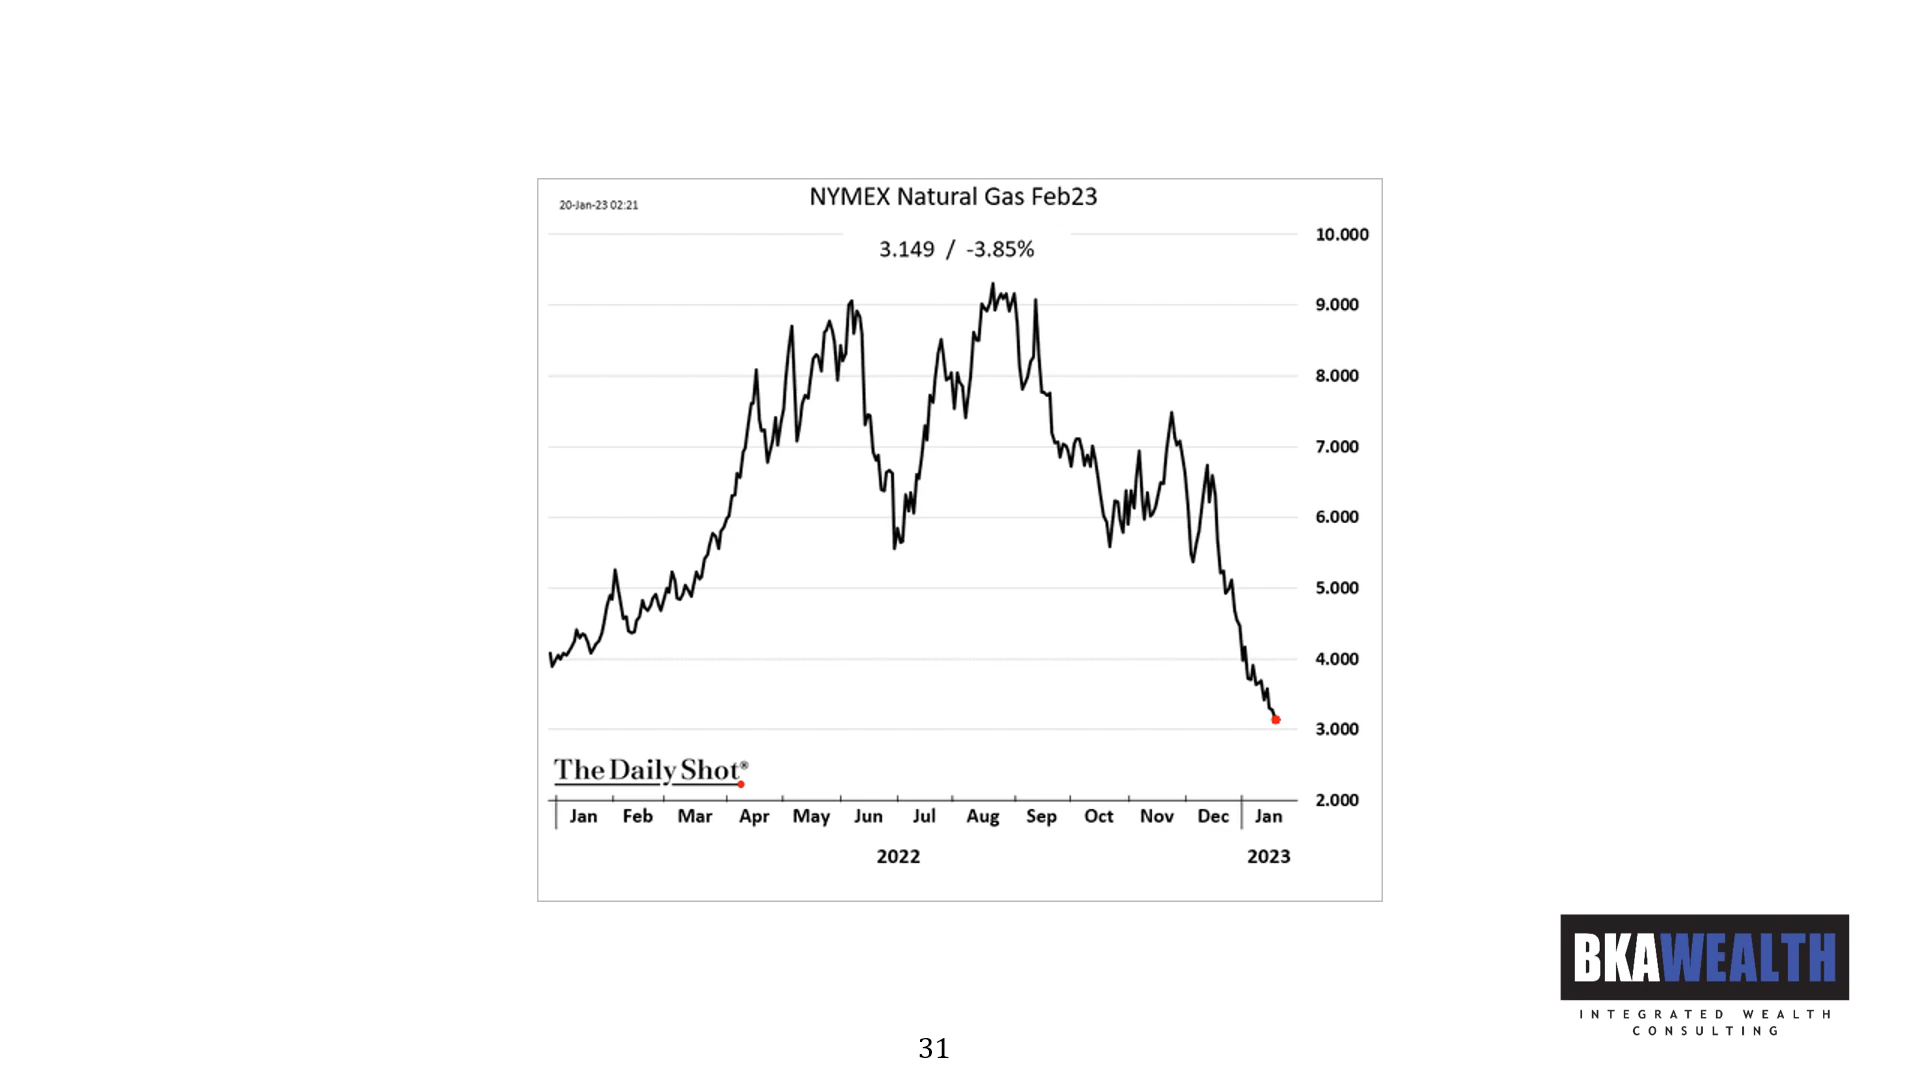 NYMEX Natural Gas Feb23
20-Jan-23 02:21
3.149 / -3.85%
10.000
9.000
8.000
7.000
6.000
5.000
4.000
3.000
2.000
The Daily Shot®
Jan Feb Mar Apr May Jun Jul Aug Sep Oct Nov Dec Jan
2022 2023
BKAWEALTH
INTEGRATED WEALTH
CONSULTING
31